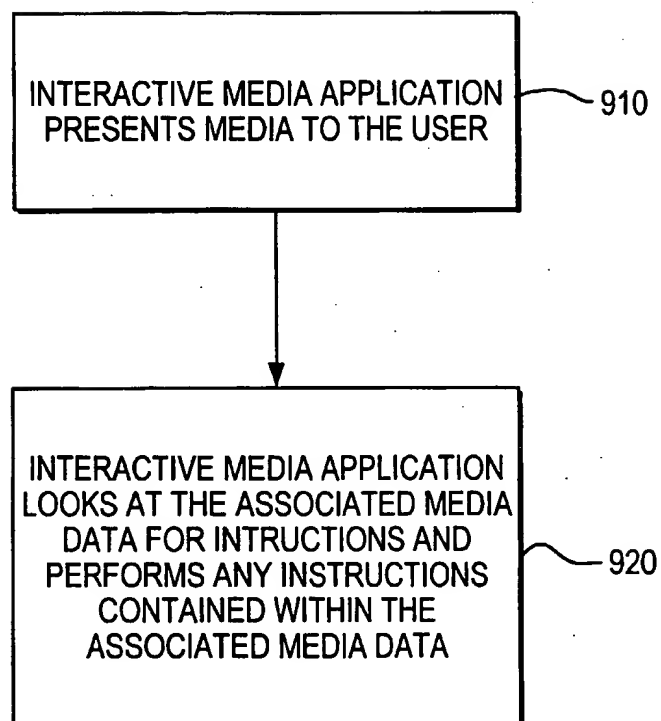 INTERACTIVE MEDIA APPLICATION
PRESENTS MEDIA TO THE USER
910
INTERACTIVE MEDIA APPLICATION
LOOKS AT THE ASSOCIATED MEDIA
DATA FOR INTRUCTIONS AND
PERFORMS ANY INSTRUCTIONS
CONTAINED WITHIN THE
ASSOCIATED MEDIA DATA
920